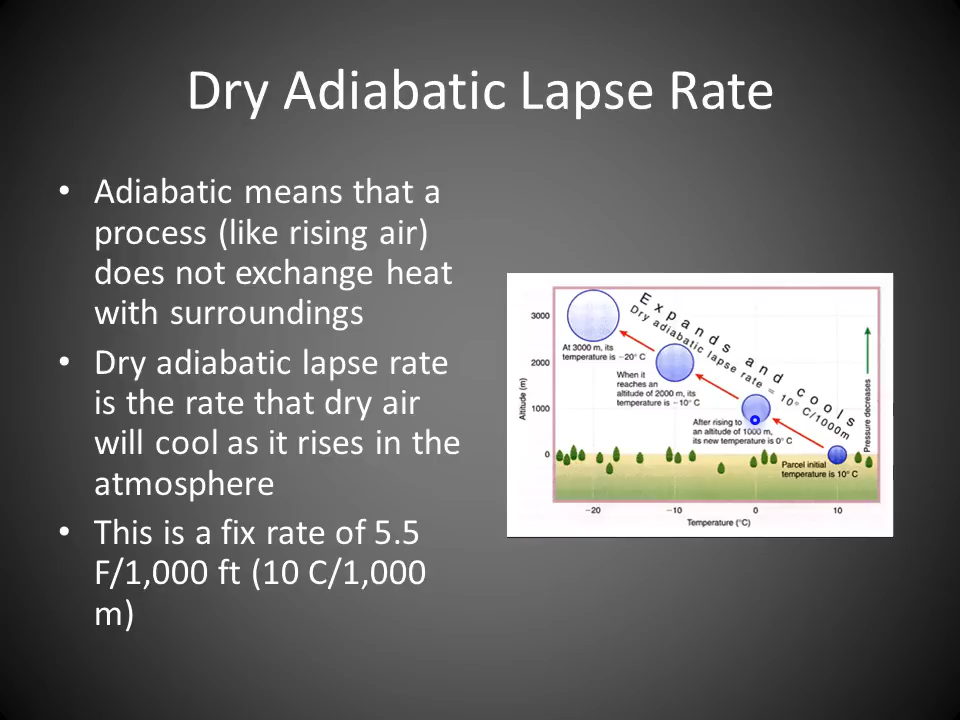 Dry Adiabatic Lapse Rate
• Adiabatic means that a
process (like rising air)
does not exchange heat
with surroundings
• Dry adiabatic lapse rate
is the rate that dry air
will cool as it rises in the
atmosphere
• This is a fix rate of 5.5
F/1,000 ft (10 C/1,000
m)
Expands and cools
Dry adiabatic lapse rate = 10° C/1000m
3000
2000
1000
0
Altitude (m)
At 3000 m, its
temperature is −20° C
When it
reaches an
altitude of 2000 m, its
temperature is −10° C
After rising to
an altitude of 1000 m,
its new temperature is 0° C
Parcel initial
temperature is 10° C
Pressure decreases
−20
−10
0
10
Temperature (°C)